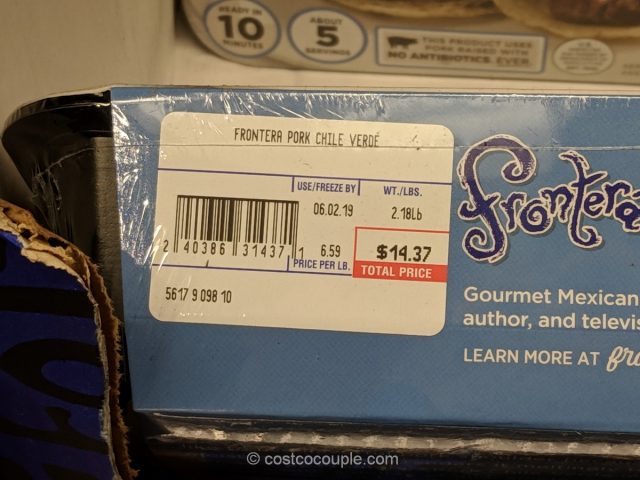 READY IN
10
MINUTES
ABOUT
5
SERVINGS
THIS PRODUCT USES
PORK RAISED WITH
NO ANTIBIOTICS EVER
FRONTERA PORK CHILE VERDE
USE/FREEZE BY
WT./LBS.
06.02.19
2.18Lb
2 40386 31437 1
6.59
$14.37
PRICE PER LB.
TOTAL PRICE
5617 9 098 10
Frontera
Gourmet Mexican
author, and televis
LEARN MORE AT fro
© costcocouple.com